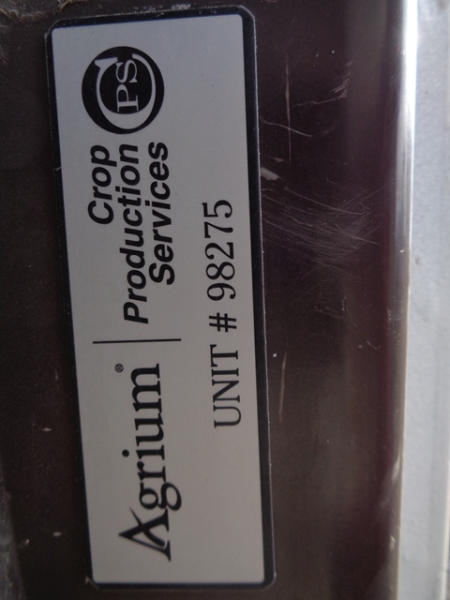 Agrium®
Crop
Production
Services
CPS
UNIT # 98275